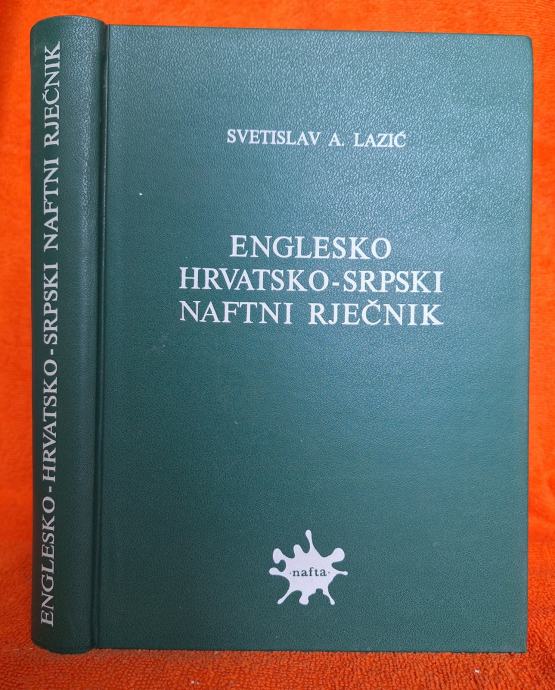 ENGLESKO-HRVATSKO-SRPSKI NAFTNI RJEČNIK
SVETISLAV A. LAZIĆ
ENGLESKO
HRVATSKO-SRPSKI
NAFTNI RJEČNIK
·nafta·